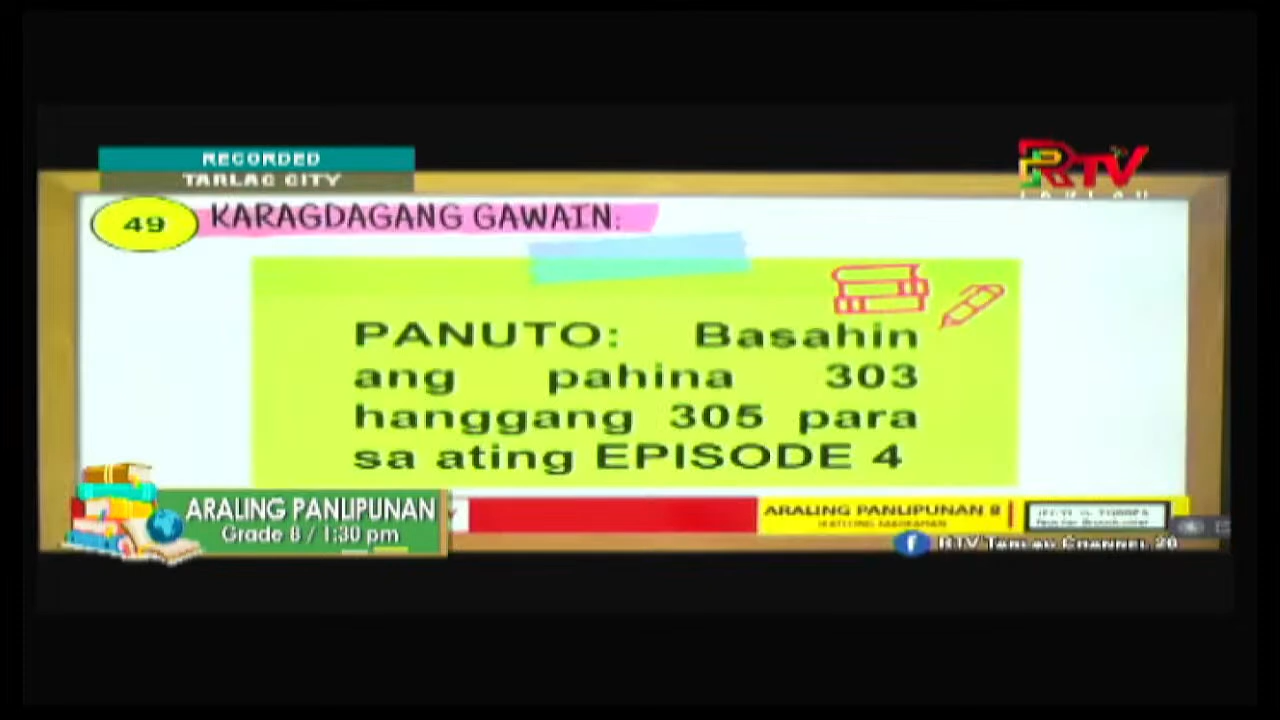 RECORDED
TARLAC CITY
RTV
49
KARAGDAGANG GAWAIN:
PANUTO: Basahin
ang pahina 303
hanggang 305 para
sa ating EPISODE 4
ARALING PANLIPUNAN
Grade 8 / 1:30 pm
ARALING PANLIPUNAN 8
RTV Tarlac Channel 26